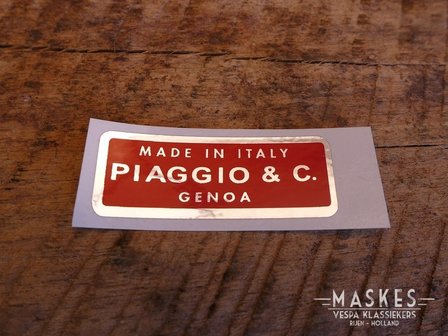 MADE IN ITALY
PIAGGIO & C.
GENOA
MASKES
VESPA KLASSIEKERS
RIJEN - HOLLAND